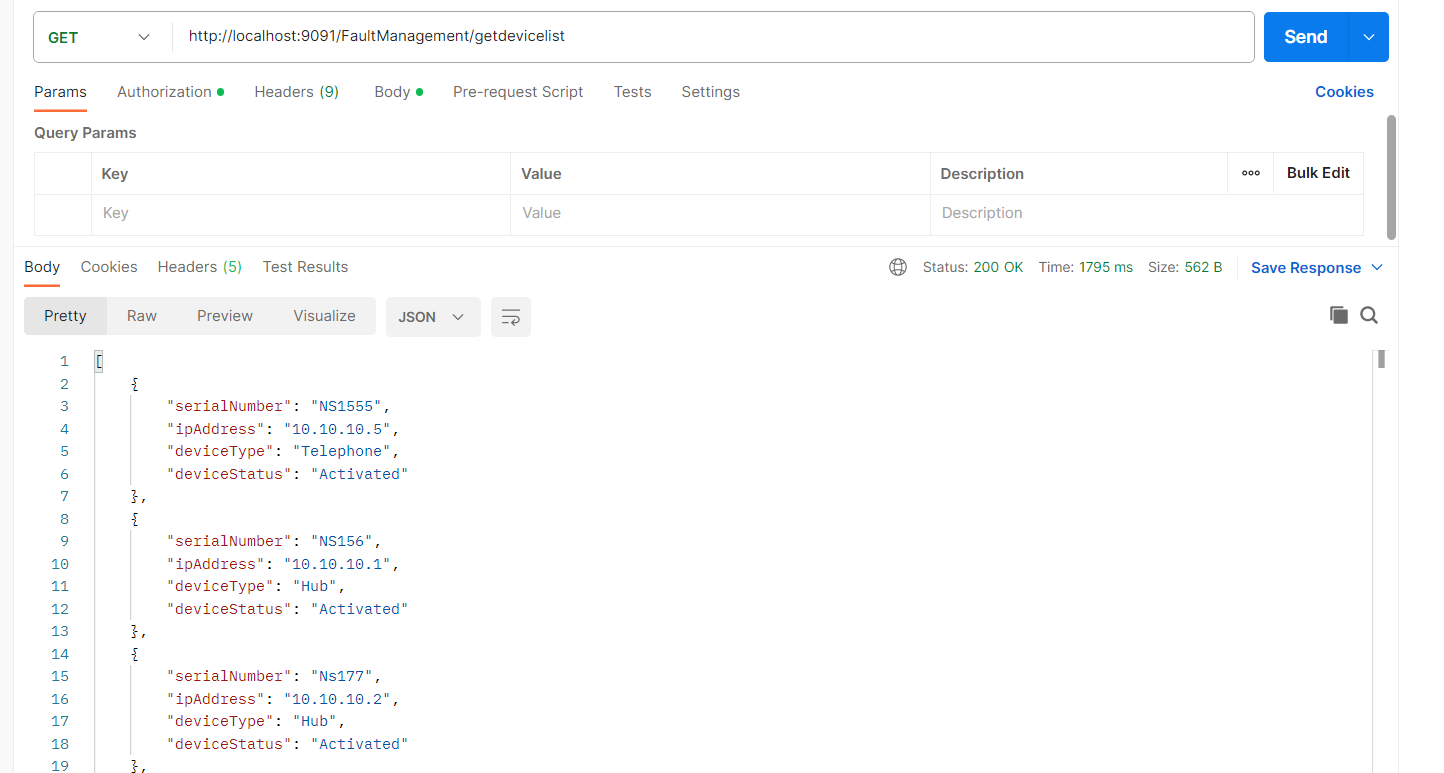 GET http://localhost:9091/FaultManagement/getdevicelist Send
Params Authorization Headers (9) Body Pre-request Script Tests Settings Cookies
Query Params
Key Value Description Bulk Edit
Key Value Description
Body Cookies Headers (5) Test Results Status: 200 OK Time: 1795 ms Size: 562 B Save Response
Pretty Raw Preview Visualize JSON
1 [
2 {
3 "serialNumber": "NS1555",
4 "ipAddress": "10.10.10.5",
5 "deviceType": "Telephone",
6 "deviceStatus": "Activated"
7 },
8 {
9 "serialNumber": "NS156",
10 "ipAddress": "10.10.10.1",
11 "deviceType": "Hub",
12 "deviceStatus": "Activated"
13 },
14 {
15 "serialNumber": "Ns177",
16 "ipAddress": "10.10.10.2",
17 "deviceType": "Hub",
18 "deviceStatus": "Activated"
19 },